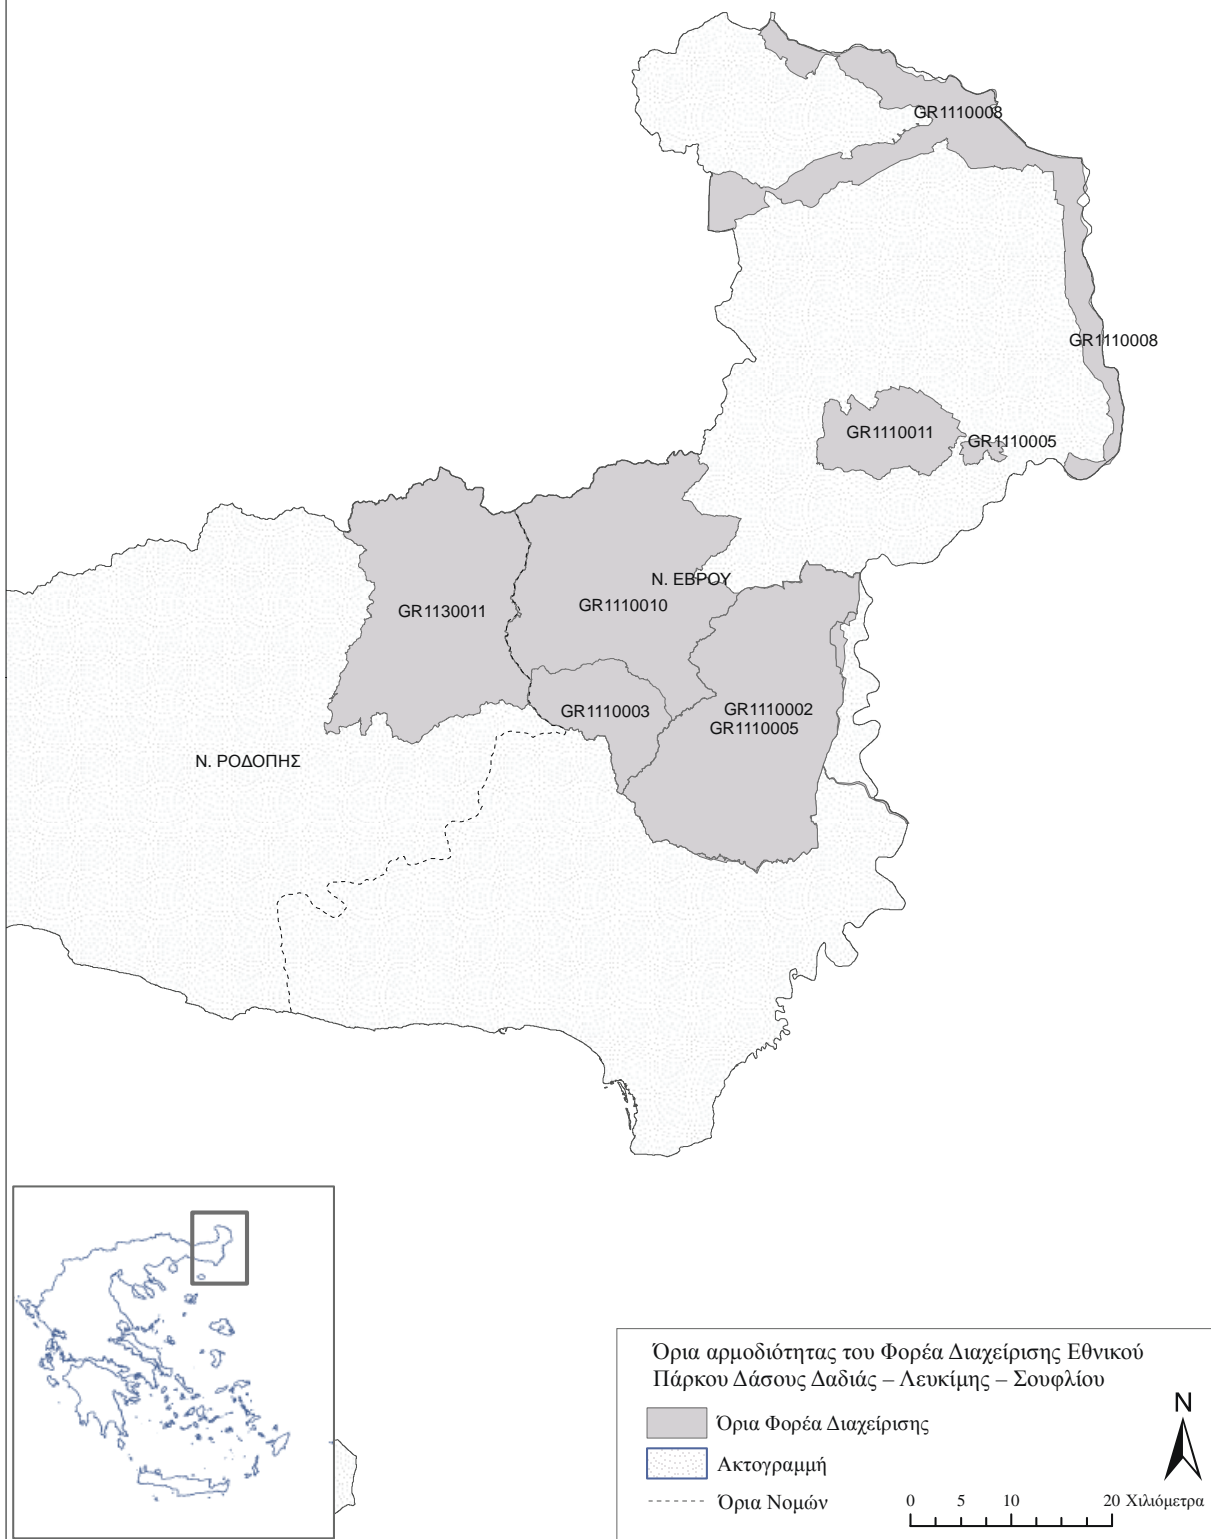 GR1110008
GR1110008
GR1110011
GR1110005
Ν. ΕΒΡΟΥ
GR1130011
GR1110010
GR1110003
GR1110002
GR1110005
Ν. ΡΟΔΟΠΗΣ
Όρια αρμοδιότητας του Φορέα Διαχείρισης Εθνικού
Πάρκου Δάσους Δαδιάς – Λευκίμης – Σουφλίου
N
Όρια Φορέα Διαχείρισης
Ακτογραμμή
Όρια Νομών
0 5 10 20 Χιλιόμετρα